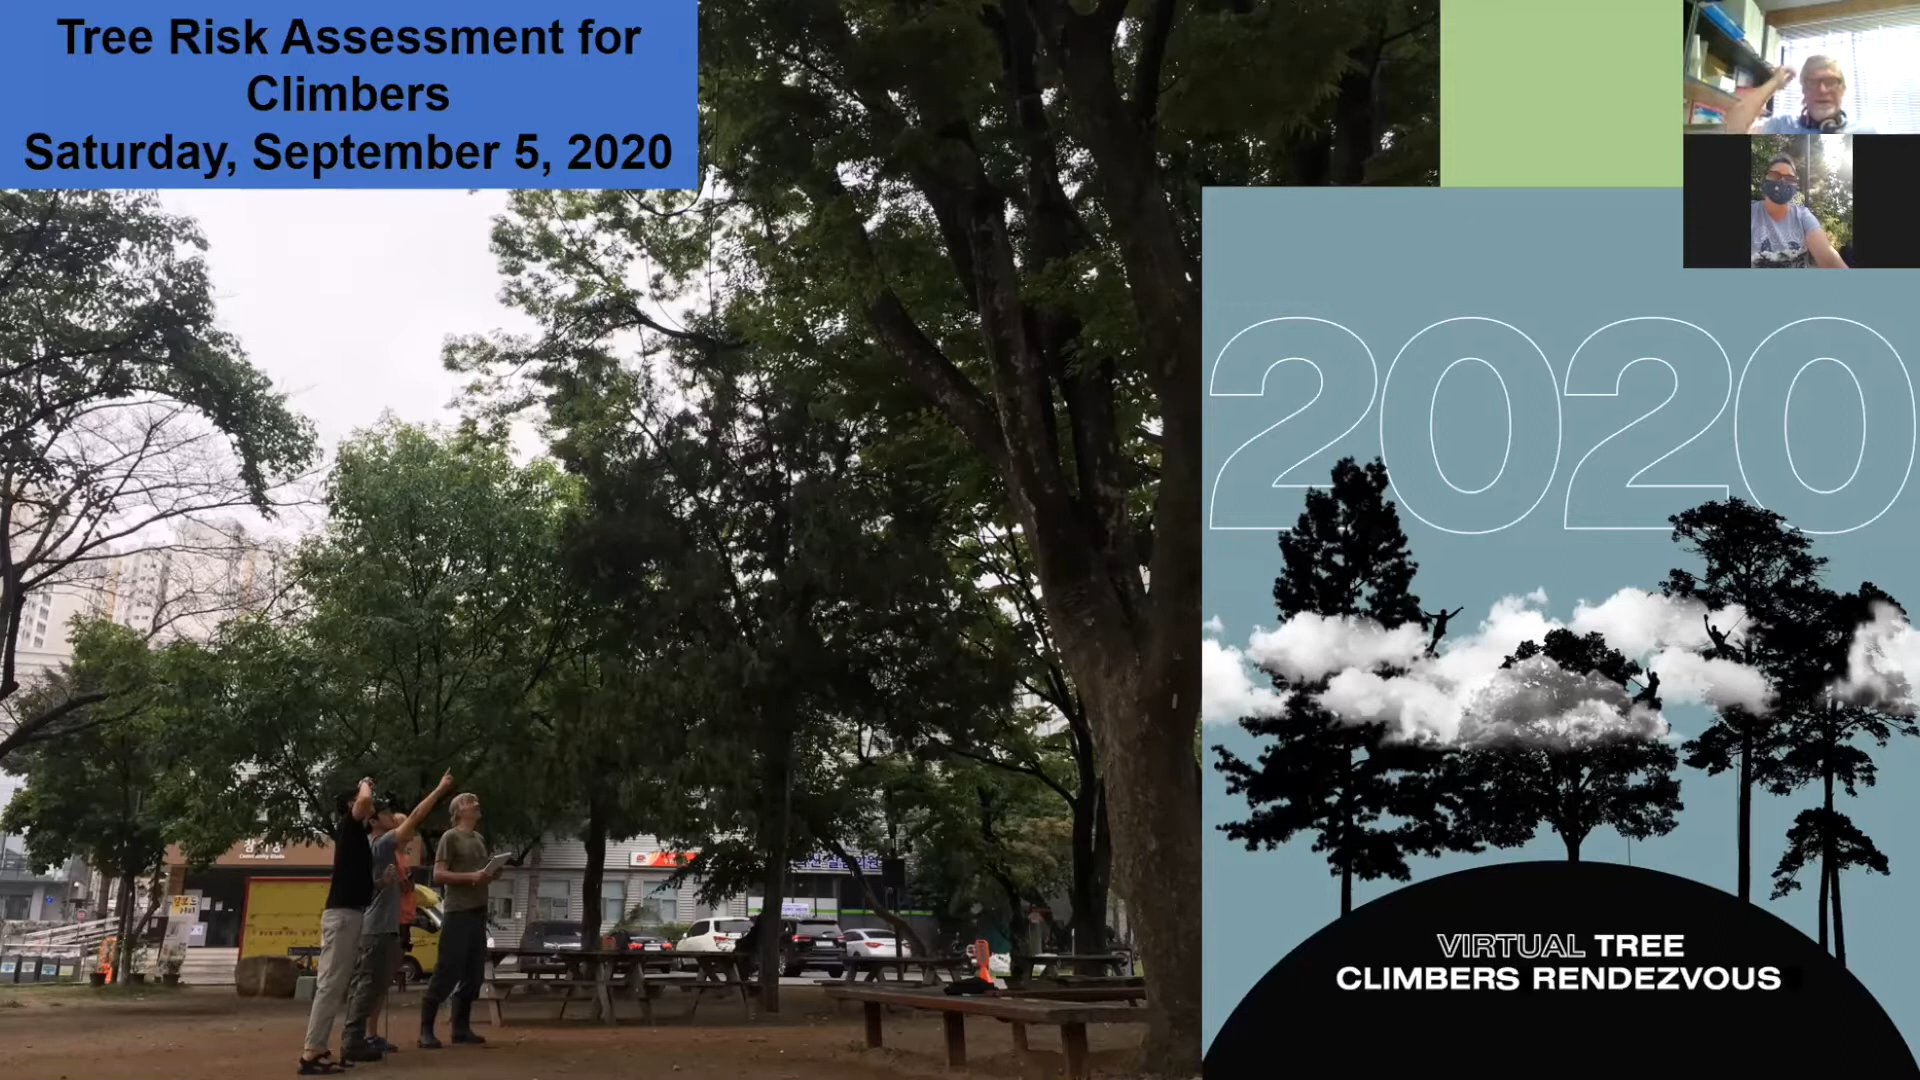 Tree Risk Assessment for
Climbers
Saturday, September 5, 2020
2020
VIRTUAL TREE
CLIMBERS RENDEZVOUS